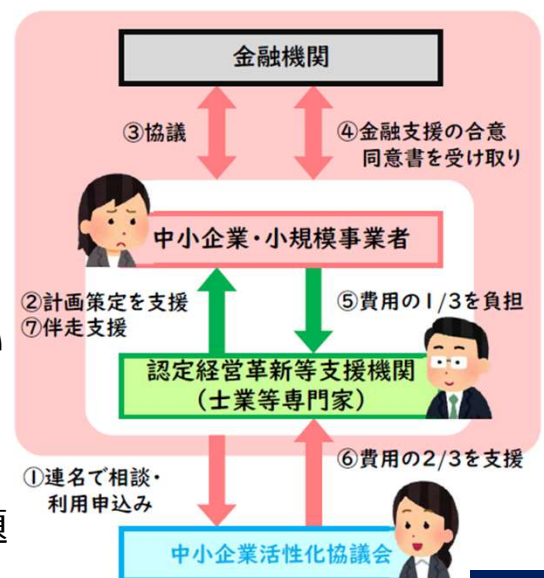 金融機関
③協議
④金融支援の合意
同意書を受け取り
中小企業・小規模事業者
②計画策定を支援
⑦伴走支援
⑤費用の1/3を負担
認定経営革新等支援機関
(士業等専門家)
①連名で相談・
利用申込み
⑥費用の2/3を支援
中小企業活性化協議会